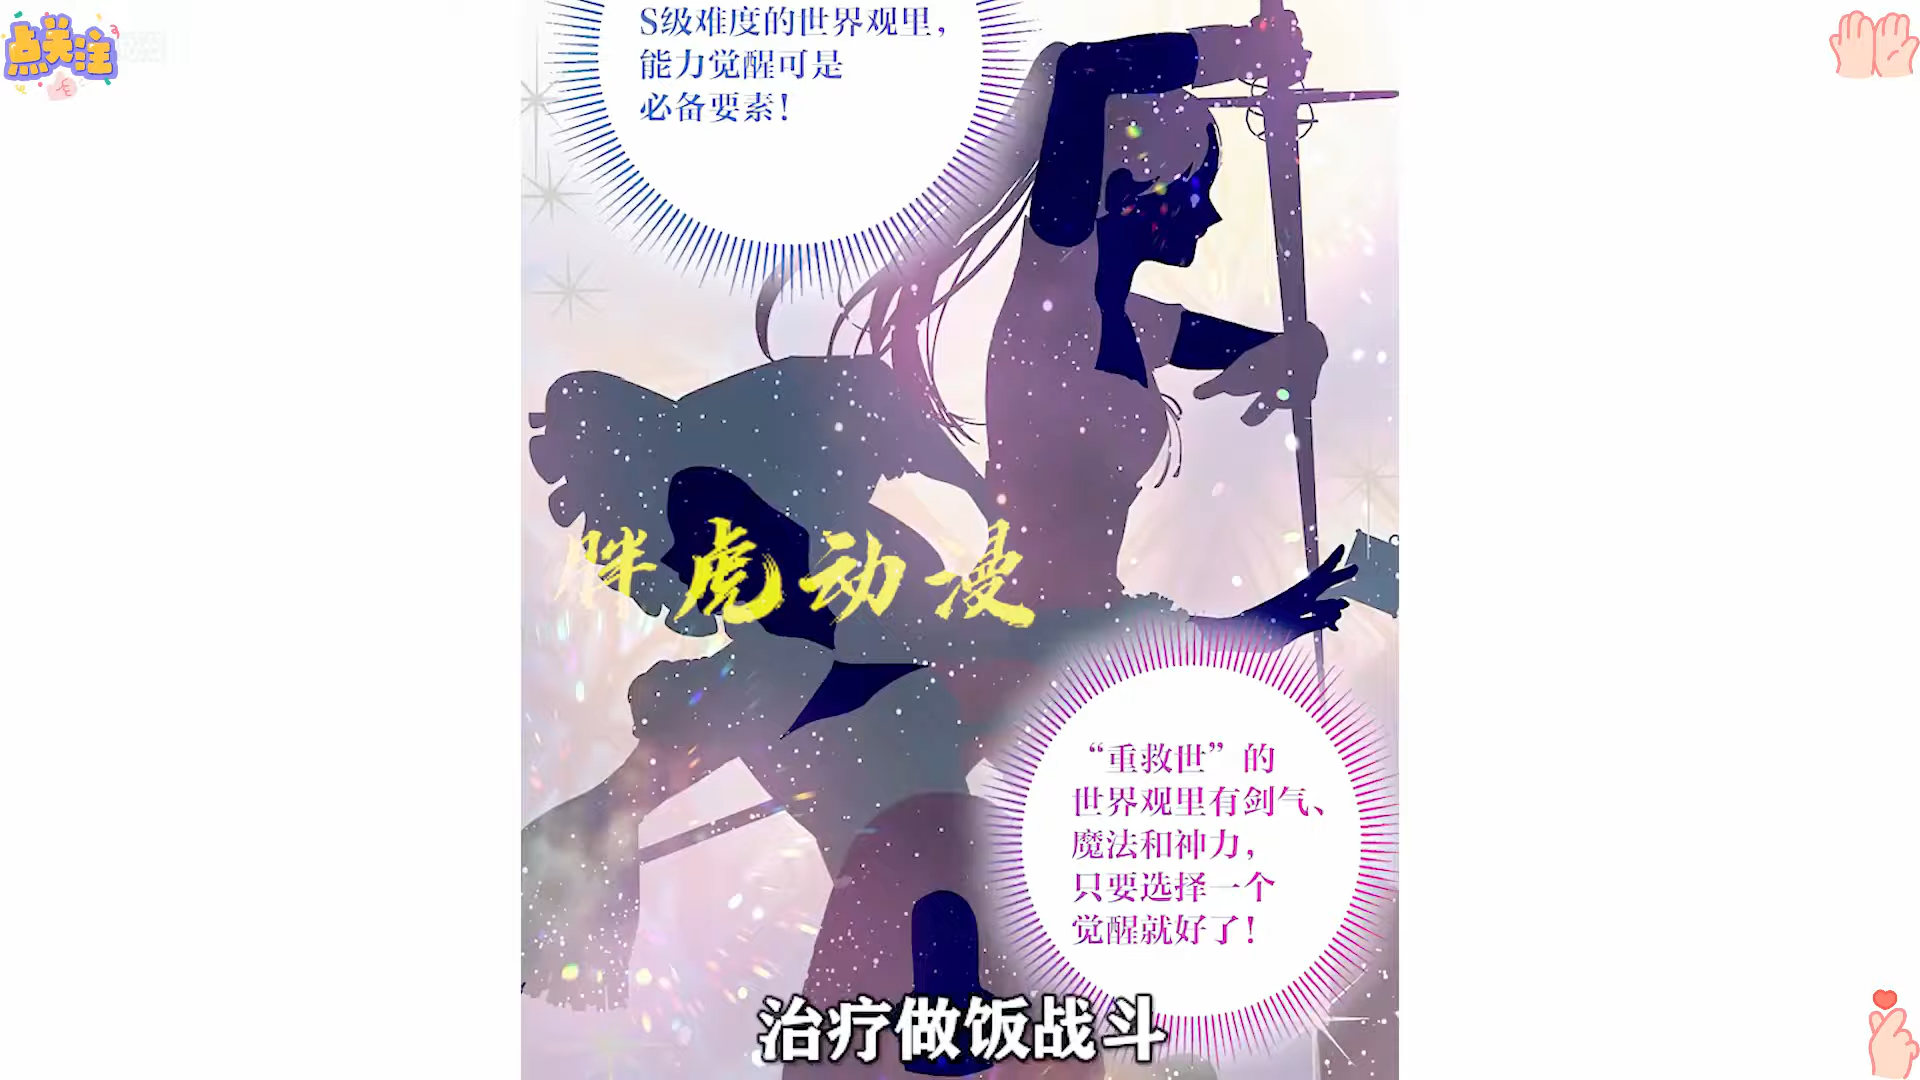 点关注
S级难度的世界观里，
能力觉醒可是
必备要素！
胖虎动漫
“重救世”的
世界观里有剑气、
魔法和神力，
只要选择一个
觉醒就好了！
治疗做饭战斗